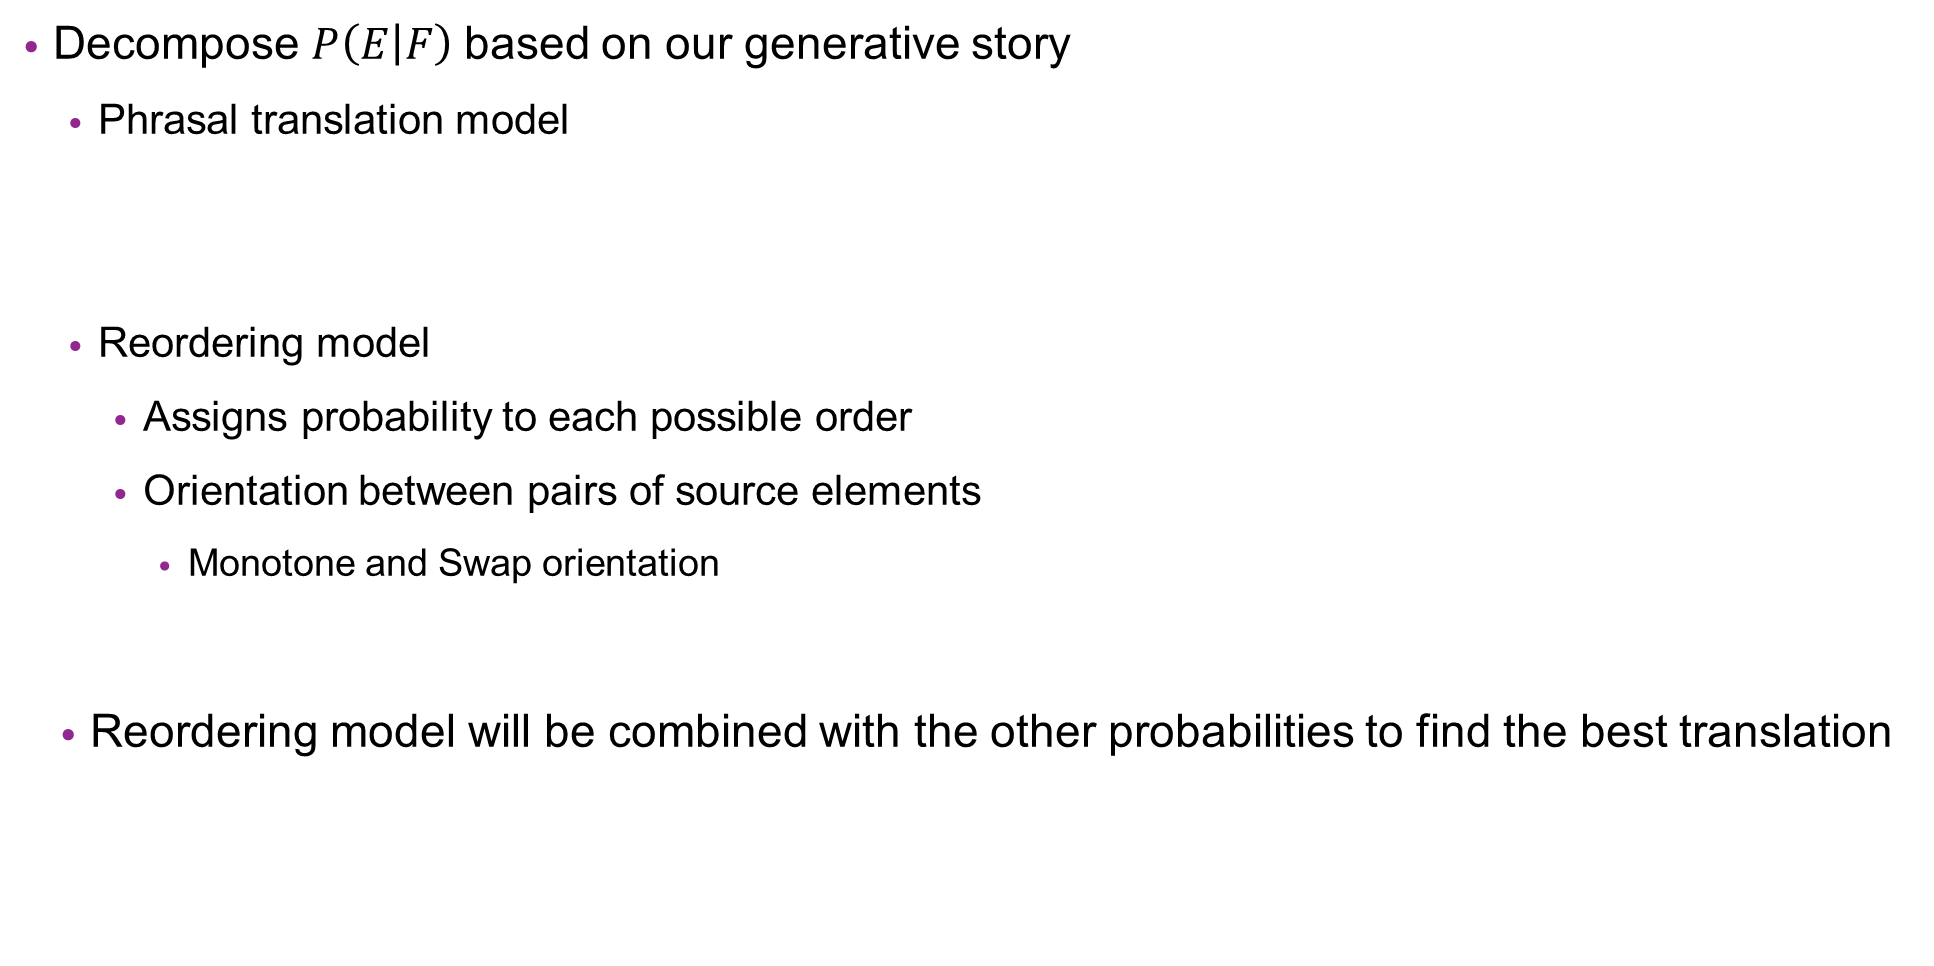 • Decompose P(E|F) based on our generative story
• Phrasal translation model
• Reordering model
• Assigns probability to each possible order
• Orientation between pairs of source elements
• Monotone and Swap orientation
• Reordering model will be combined with the other probabilities to find the best translation